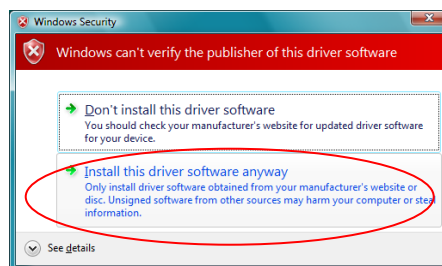 Windows Security
Windows can't verify the publisher of this driver software
Don't install this driver software
You should check your manufacturer's website for updated driver software
for your device.
Install this driver software anyway
Only install driver software obtained from your manufacturer's website or
disc. Unsigned software from other sources may harm your computer or steal
information.
See details